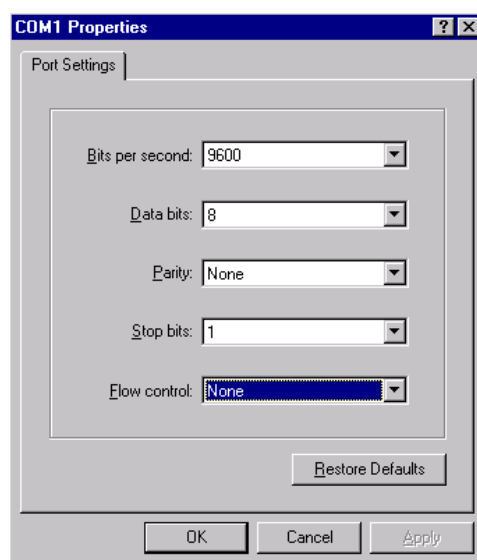 COM1 Properties
Port Settings
Bits per second: 9600
Data bits: 8
Parity: None
Stop bits: 1
Flow control: None
Restore Defaults
OK Cancel Apply